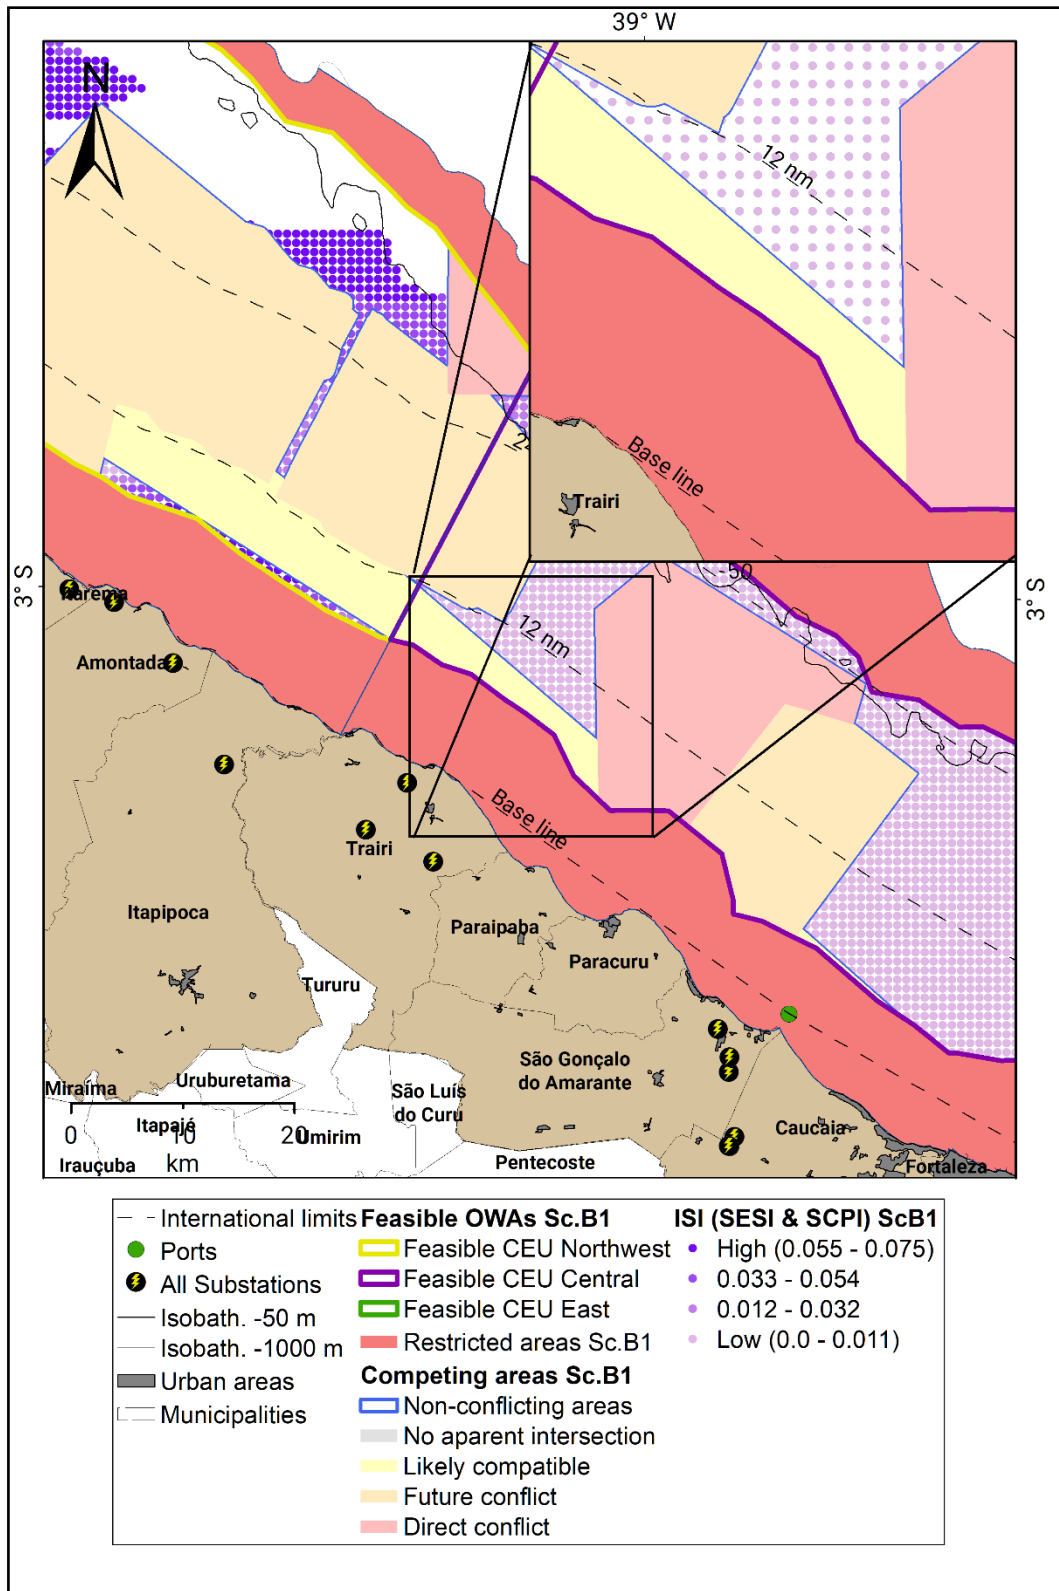 39° W
N
12 nm
Base line
Trairi
24
3° S
3° S
50
12 nm
Base line
Itarema
Amontada
Trairi
Itapipoca
Paraipaba
Paracuru
Tururu
São Gonçalo
do Amarante
Miraíma
Uruburetama
São Luís
do Curu
Itapajé
Umirim
Caucaia
0 10 20
km
Irauçuba
Pentecoste
Fortaleza
International limits
Ports
All Substations
Isobath. -50 m
Isobath. -1000 m
Urban areas
Municipalities
Feasible OWAs Sc.B1
Feasible CEU Northwest
Feasible CEU Central
Feasible CEU East
Restricted areas Sc.B1
Competing areas Sc.B1
Non-conflicting areas
No aparent intersection
Likely compatible
Future conflict
Direct conflict
ISI (SESI & SCPI) ScB1
High (0.055 - 0.075)
0.033 - 0.054
0.012 - 0.032
Low (0.0 - 0.011)